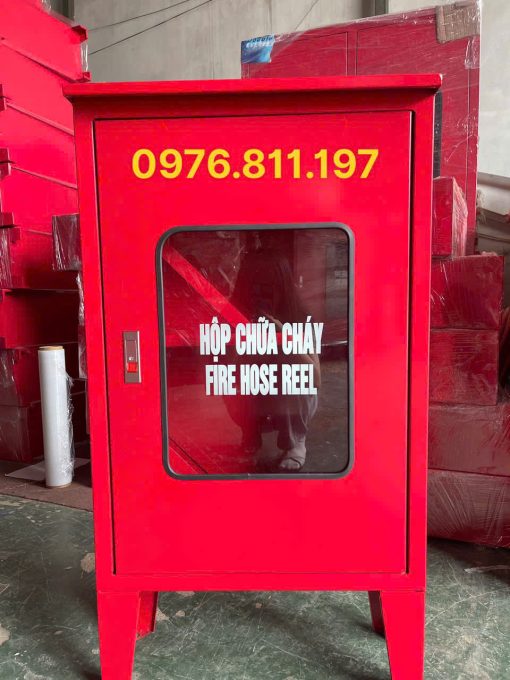 0976.811.197
HỘP CHỮA CHÁY
FIRE HOSE REEL